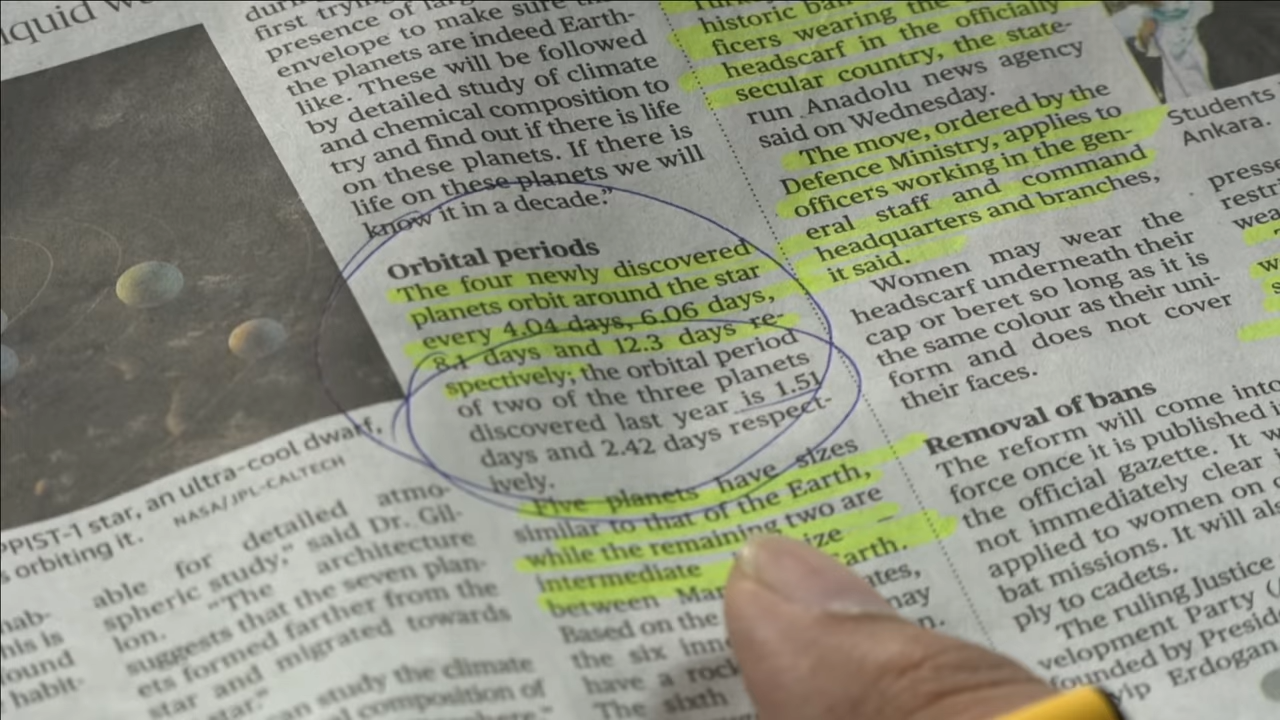 lquid
first trying
presence of
envelope to make sure
the planets are indeed Earth-
like. These will be followed
by detailed study of climate
and chemical composition to
try and find out if there is life
on these planets. If there is
life on these planets we will
know it in a decade.”
Orbital periods
The four newly discovered
planets orbit around the star
every 4.04 days, 6.06 days,
8.1 days and 12.3 days re-
spectively; the orbital period
of two of the three planets
discovered last year is 1.51
days and 2.42 days respect-
ively.
Five planets have sizes
similar to that of the Earth,
while the remaining two are
intermediate
between
Based on the
the six
have a
The sixth
PPIST-1 star, an ultra-cool dwarf,
s orbiting it.
NASA/JPL-CALTECH
able for detailed atmo-
spheric study,” said Dr. Gil-
lon. “The architecture
suggests that the seven plan-
ets formed farther from the
star and migrated towards
star.”
study the climate
composition of
historic
ficers wearing the
headscarf in the officially
secular country, the state-
run Anadolu news agency
said on Wednesday.
The move, ordered by the
Defence Ministry, applies to
officers working in the gen-
eral staff and command
headquarters and branches,
it said.
Women may wear the
headscarf underneath their
cap or beret so long as it is
the same colour as their uni-
form and does not cover
their faces.
Removal of bans
The reform will come into
force once it is published
the official gazette. It
not immediately clear
applied to women on
bat missions. It will
ply to cadets.
The ruling Justice
velopment Party
founded by
Erdogan
Students
Ankara.